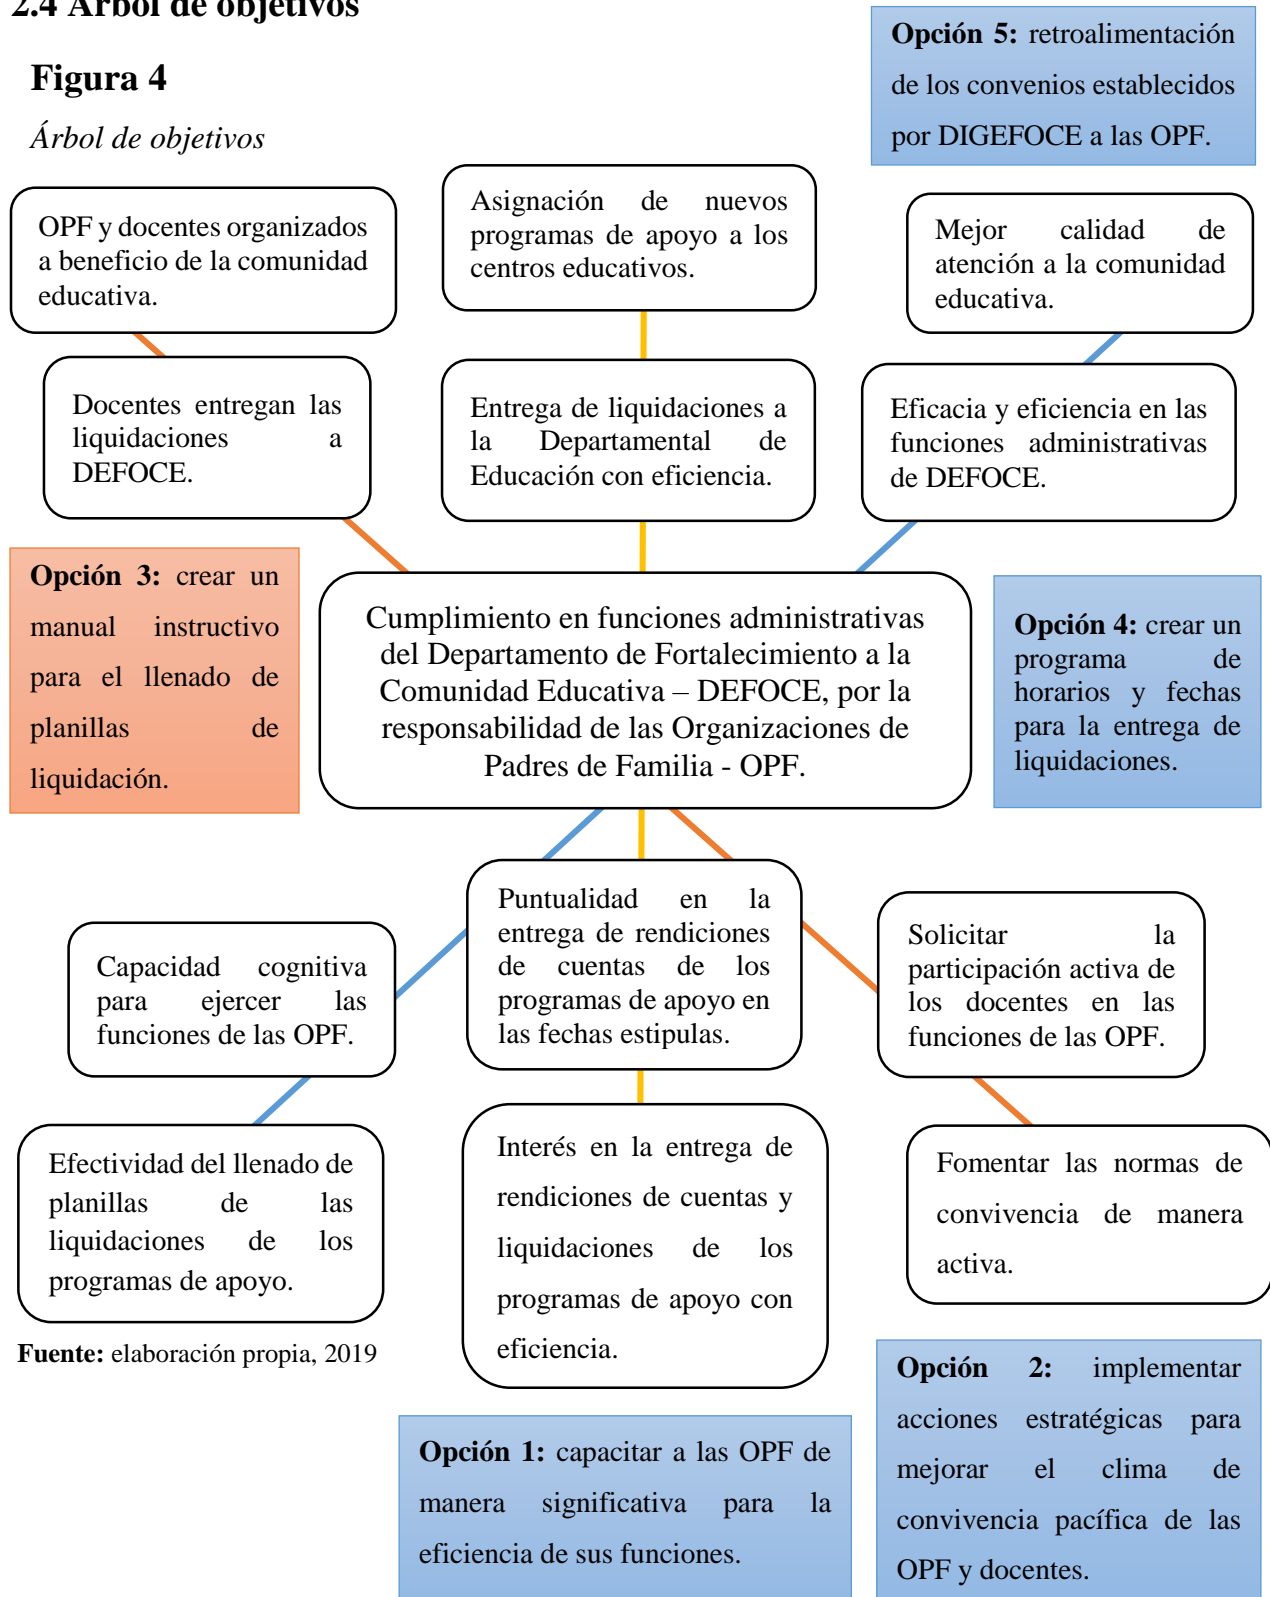 2.4 Árbol de objetivos
Figura 4
Árbol de objetivos
Opción 5: retroalimentación
de los convenios establecidos
por DIGEFOCE a las OPF.
OPF y docentes organizados
a beneficio de la comunidad
educativa.
Asignación de nuevos
programas de apoyo a los
centros educativos.
Mejor calidad de
atención a la comunidad
educativa.
Docentes entregan las
liquidaciones a
DEFOCE.
Entrega de liquidaciones a
la Departamental de
Educación con eficiencia.
Eficacia y eficiencia en las
funciones administrativas
de DEFOCE.
Opción 3: crear un
manual instructivo
para el llenado de
planillas de
liquidación.
Cumplimiento en funciones administrativas
del Departamento de Fortalecimiento a la
Comunidad Educativa – DEFOCE, por la
responsabilidad de las Organizaciones de
Padres de Familia - OPF.
Opción 4: crear un
programa de
horarios y fechas
para la entrega de
liquidaciones.
Capacidad cognitiva
para ejercer las
funciones de las OPF.
Puntualidad en la
entrega de rendiciones
de cuentas de los
programas de apoyo en
las fechas estipulas.
Solicitar la
participación activa de
los docentes en las
funciones de las OPF.
Efectividad del llenado de
planillas de las
liquidaciones de los
programas de apoyo.
Interés en la entrega de
rendiciones de cuentas y
liquidaciones de los
programas de apoyo con
eficiencia.
Fomentar las normas de
convivencia de manera
activa.
Fuente: elaboración propia, 2019
Opción 1: capacitar a las OPF de
manera significativa para la
eficiencia de sus funciones.
Opción 2: implementar
acciones estratégicas para
mejorar el clima de
convivencia pacífica de las
OPF y docentes.